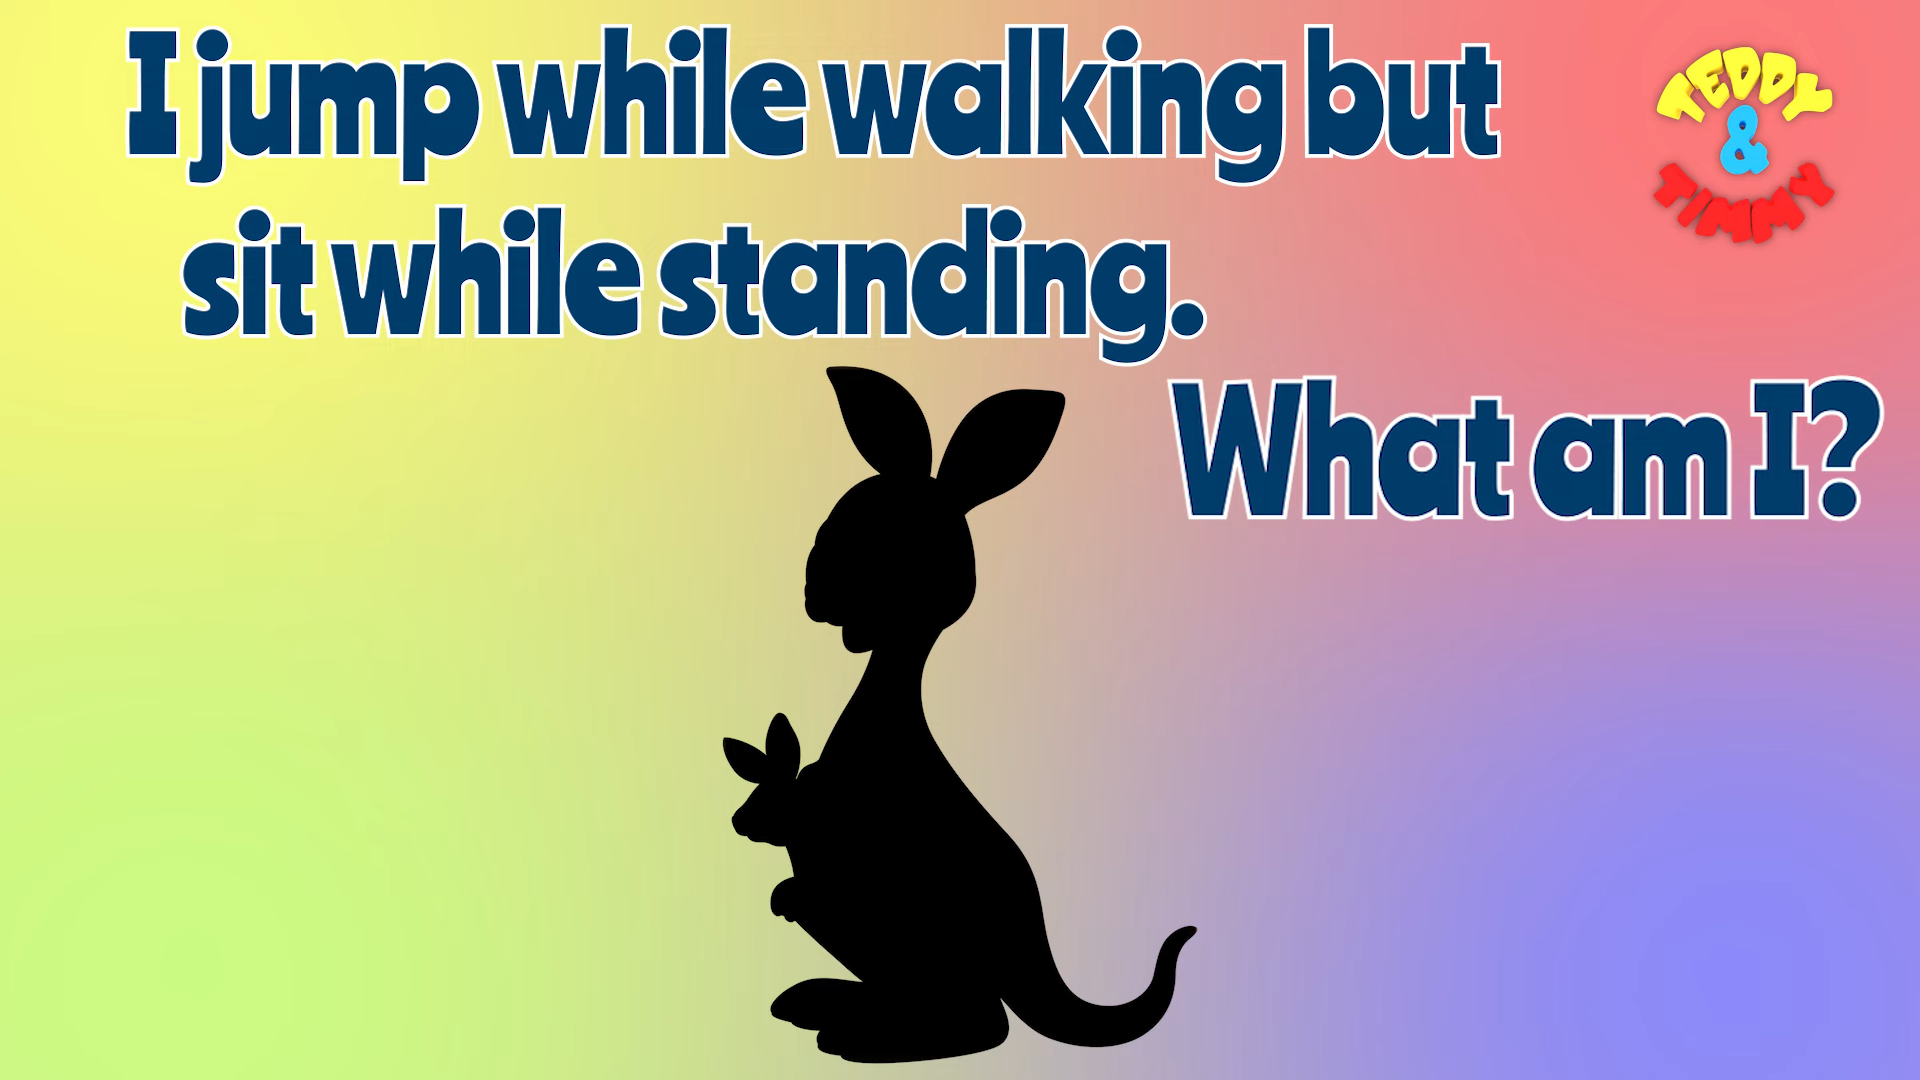 I jump while walking but
sit while standing.
What am I?
TEDDY
&
TIMMY